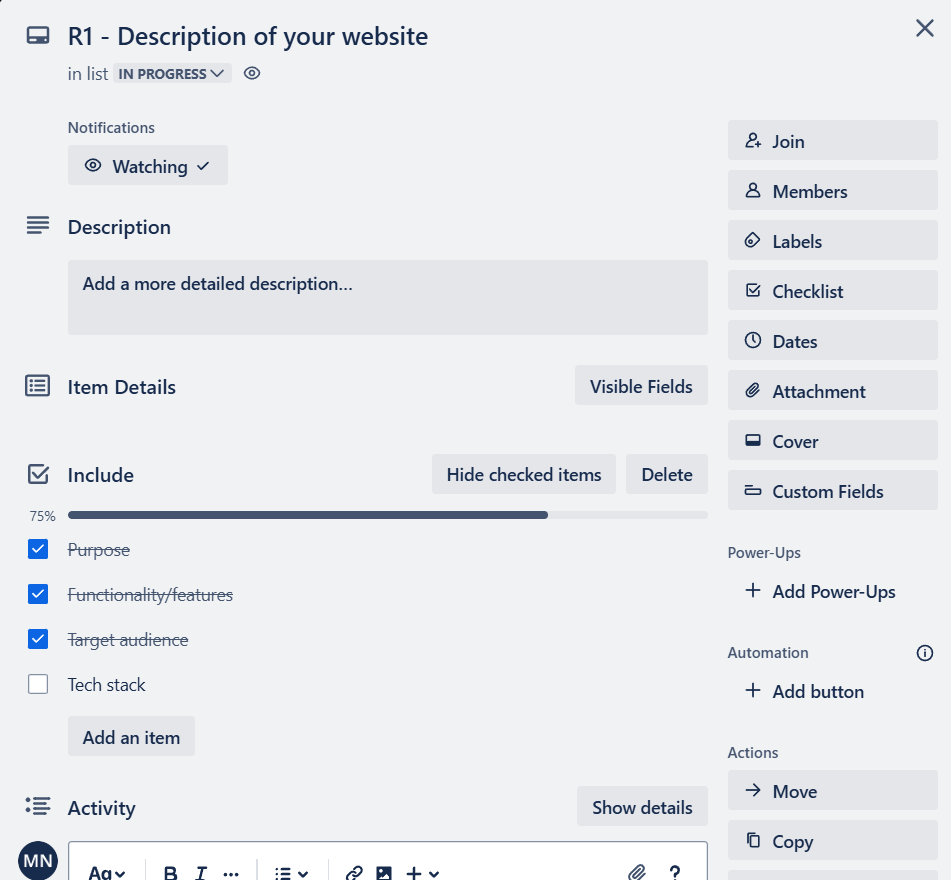 R1 - Description of your website
in list IN PROGRESS
Notifications
Watching
Description
Add a more detailed description...
Item Details
Visible Fields
Include
Hide checked items
Delete
75%
Purpose
Functionality/features
Target audience
Tech stack
Add an item
Activity
Show details
MN
Aa
B
I
?
Join
Members
Labels
Checklist
Dates
Attachment
Cover
Custom Fields
Power-Ups
Add Power-Ups
Automation
Add button
Actions
Move
Copy